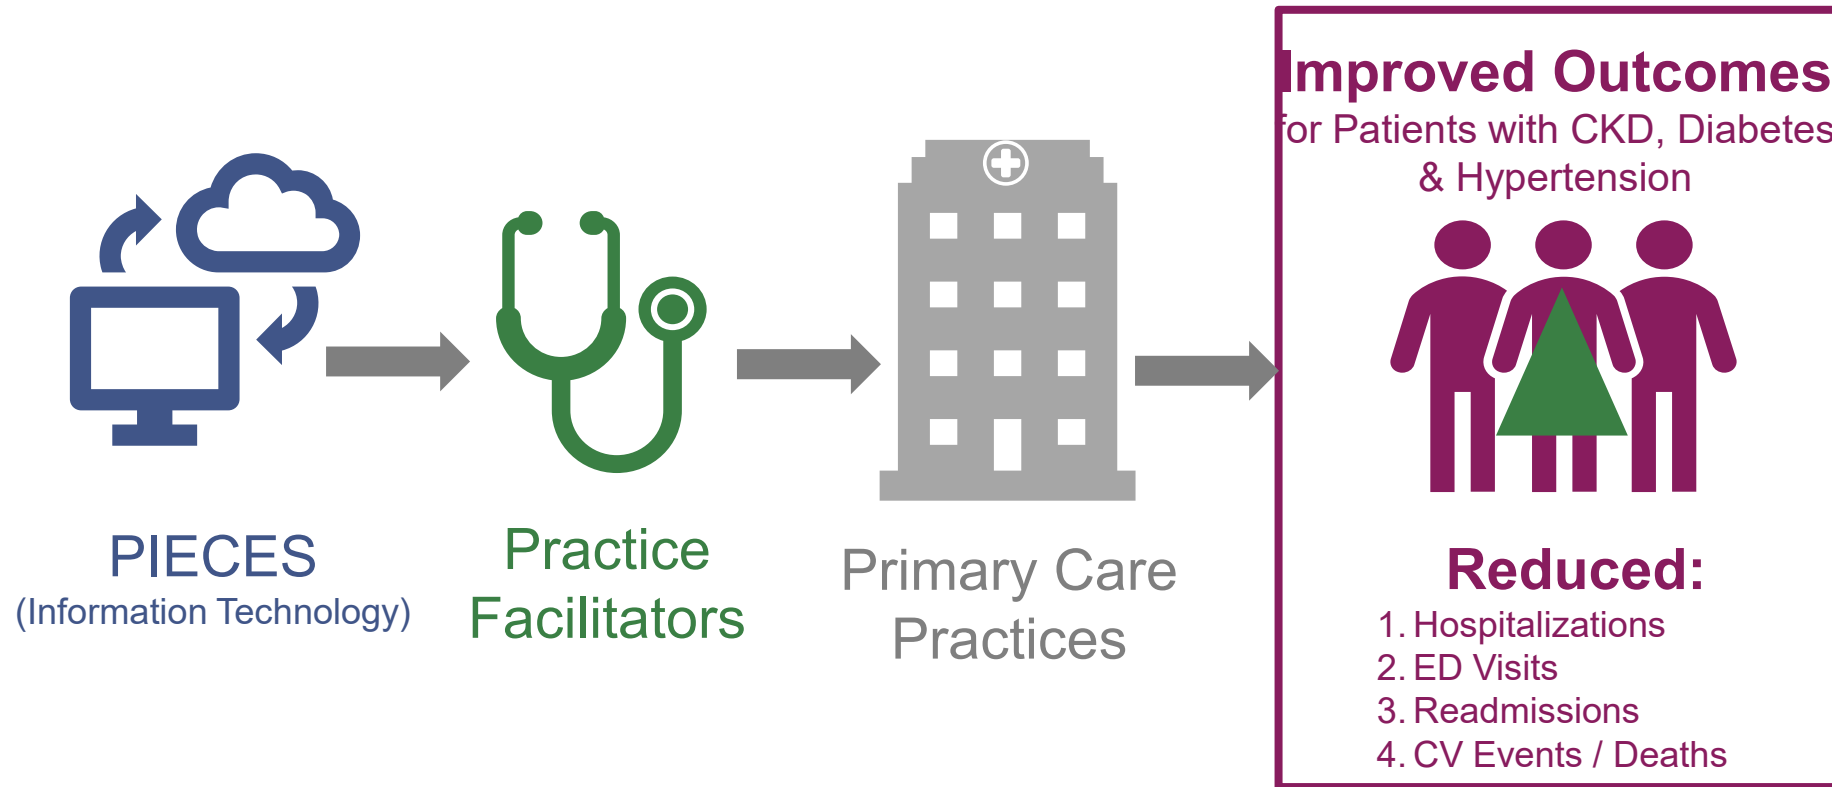 PIECES
(Information Technology)
Practice
Facilitators
Primary Care
Practices
Improved Outcomes
for Patients with CKD, Diabetes
& Hypertension
Reduced:
1. Hospitalizations
2. ED Visits
3. Readmissions
4. CV Events / Deaths